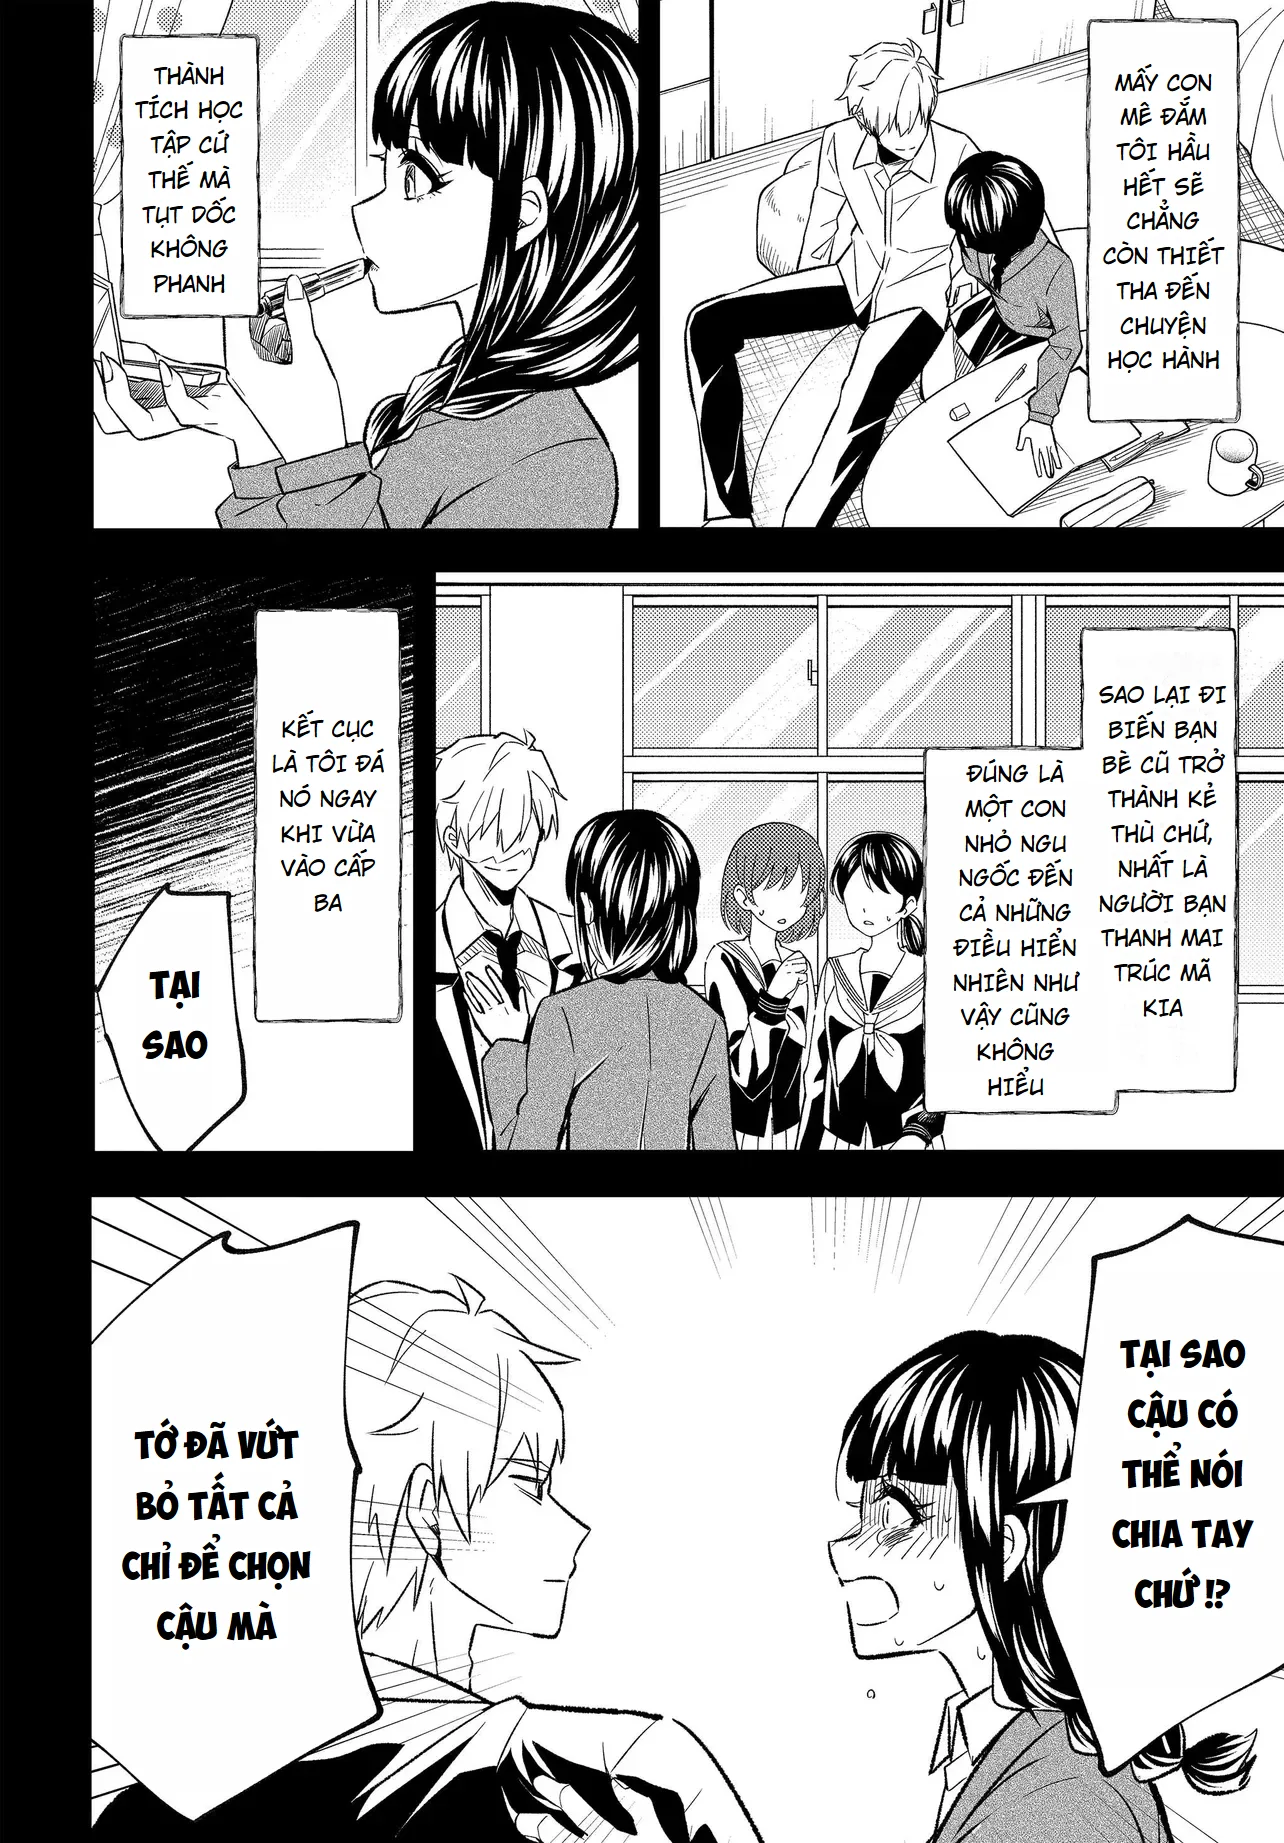 MẤY CON
MÊ ĐẮM
TÔI HẦU
HẾT SẼ
CHẲNG
CÒN THIẾT
THA ĐẾN
CHUYỆN
HỌC HÀNH
THÀNH
TÍCH HỌC
TẬP CỨ
THẾ MÀ
TỤT DỐC
KHÔNG
PHANH
SAO LẠI ĐI
BIẾN BẠN
BÈ CŨ TRỞ
THÀNH KẺ
THÙ CHỨ,
NHẤT LÀ
NGƯỜI BẠN
THANH MAI
TRÚC MÃ
KIA
ĐÚNG LÀ
MỘT CON
NHỎ NGU
NGỐC ĐẾN
CẢ NHỮNG
ĐIỀU HIỂN
NHIÊN NHƯ
VẬY CŨNG
KHÔNG
HIỂU
KẾT CỤC
LÀ TÔI ĐÁ
NÓ NGAY
KHI VỪA
VÀO CẤP
BA
TẠI
SAO
TẠI SAO
CẬU CÓ
THỂ NÓI
CHIA TAY
CHỨ !?
TỚ ĐÃ VỨT
BỎ TẤT CẢ
CHỈ ĐỂ CHỌN
CẬU MÀ